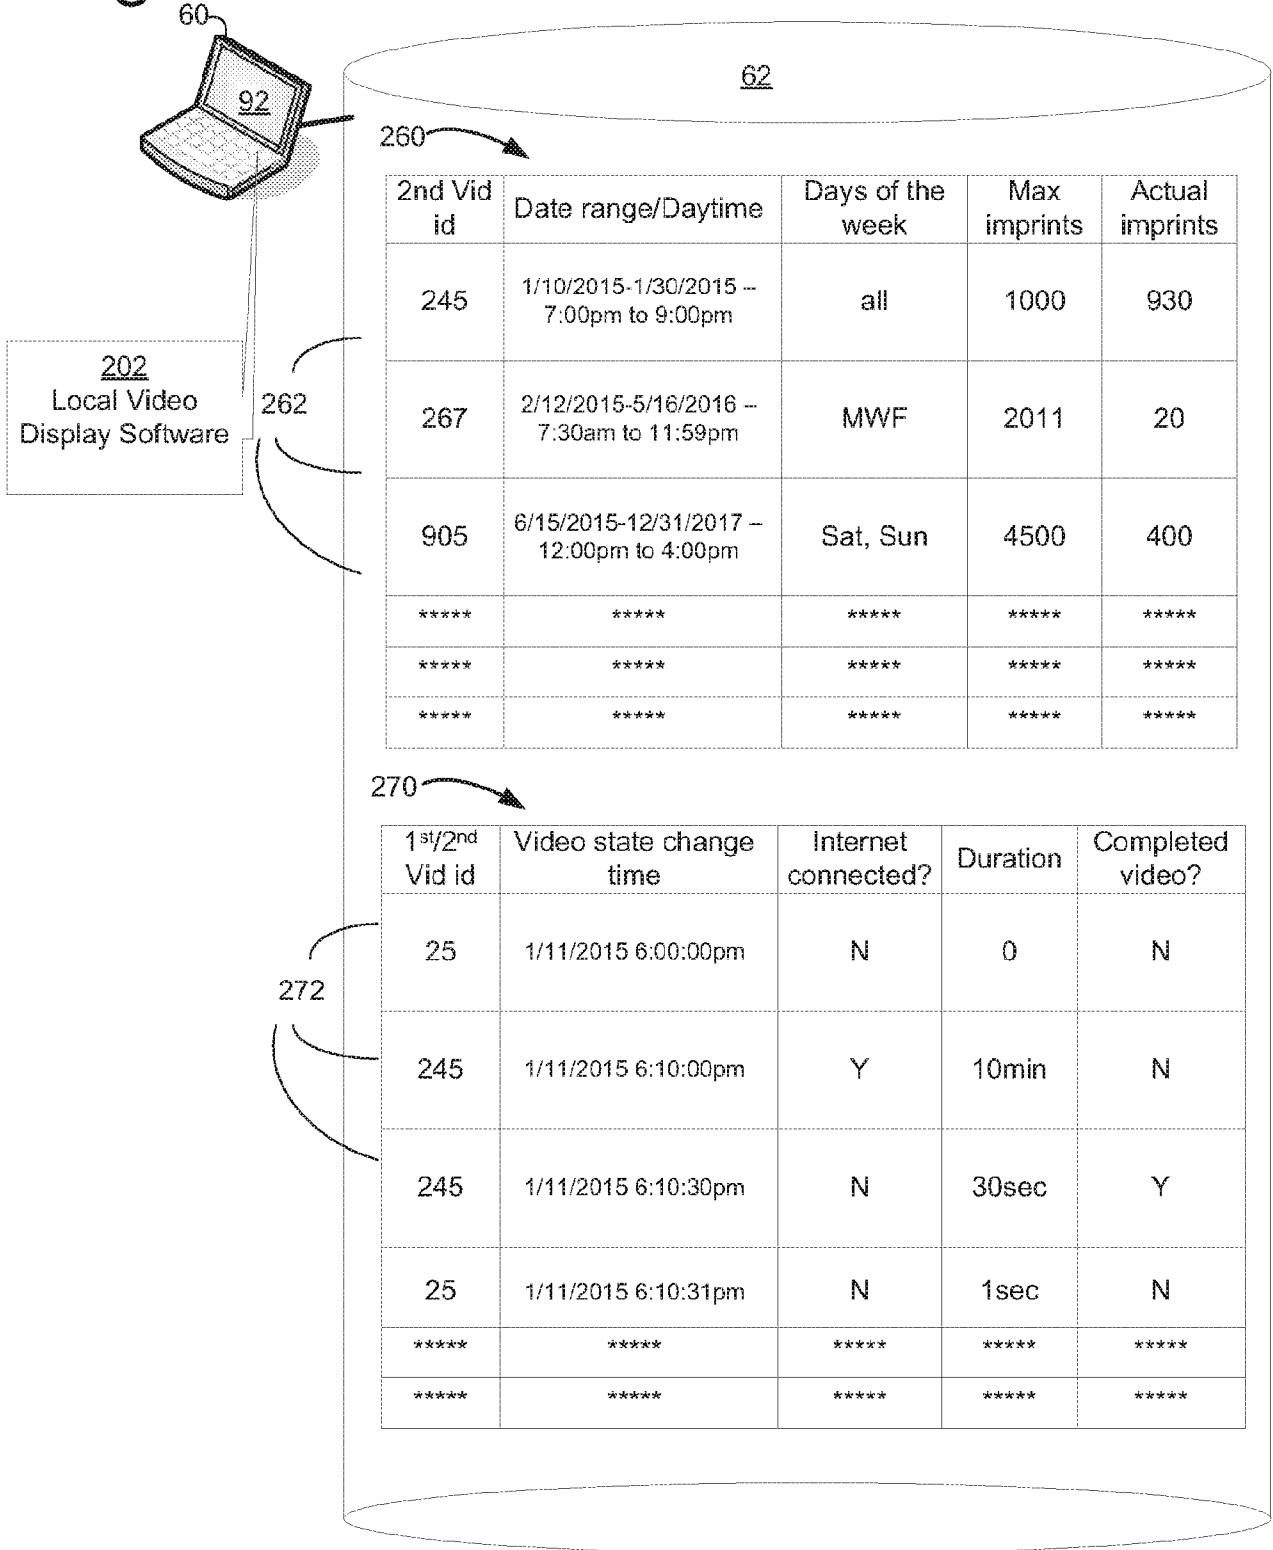 60
92
62
260
2nd Vid id
Date range/Daytime
Days of the week
Max imprints
Actual imprints
245
1/10/2015-1/30/2015 –
7:00pm to 9:00pm
all
1000
930
202
Local Video
Display Software
262
267
2/12/2015-5/16/2016 –
7:30am to 11:59pm
MWF
2011
20
905
6/15/2015-12/31/2017 –
12:00pm to 4:00pm
Sat, Sun
4500
400
***** ***** ***** ***** *****
***** ***** ***** ***** *****
***** ***** ***** ***** *****
270
1st/2nd Vid id
Video state change time
Internet connected?
Duration
Completed video?
25
1/11/2015 6:00:00pm
N
0
N
272
245
1/11/2015 6:10:00pm
Y
10min
N
245
1/11/2015 6:10:30pm
N
30sec
Y
25
1/11/2015 6:10:31pm
N
1sec
N
***** ***** ***** ***** *****
***** ***** ***** ***** *****